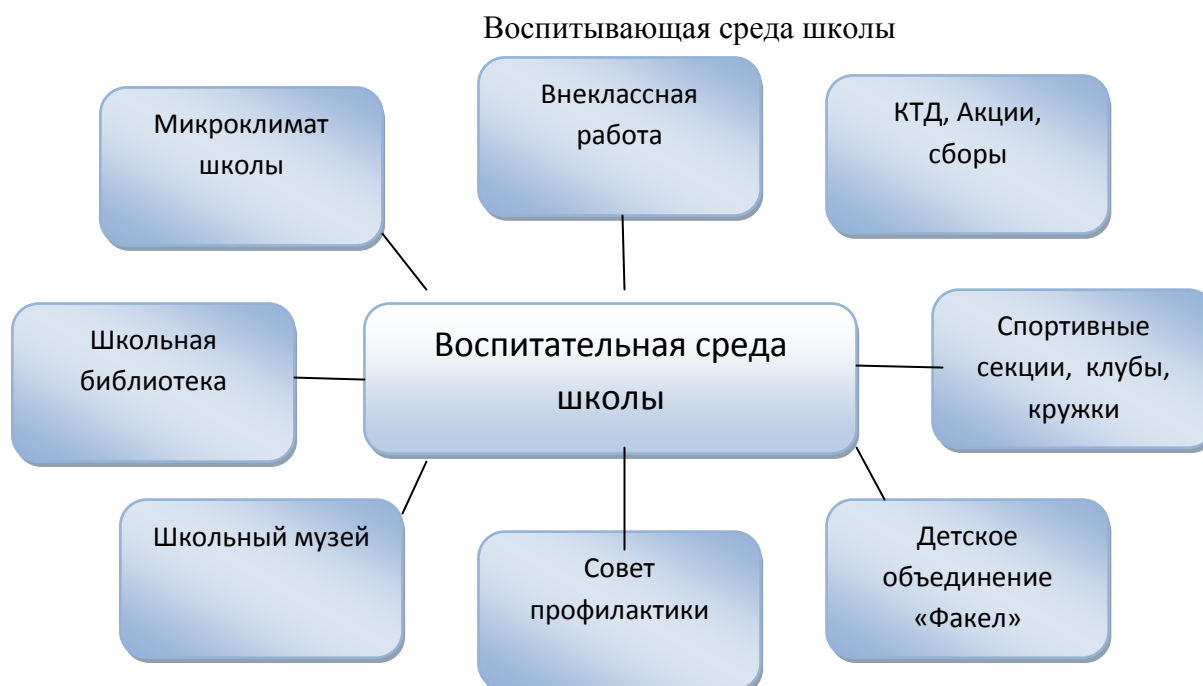 Воспитывающая среда школы
Микроклимат
школы
Внеклассная
работа
КТД, Акции,
сборы
Школьная
библиотека
Воспитательная среда
школы
Спортивные
секции, клубы,
кружки
Школьный музей
Совет
профилактики
Детское
объединение
«Факел»